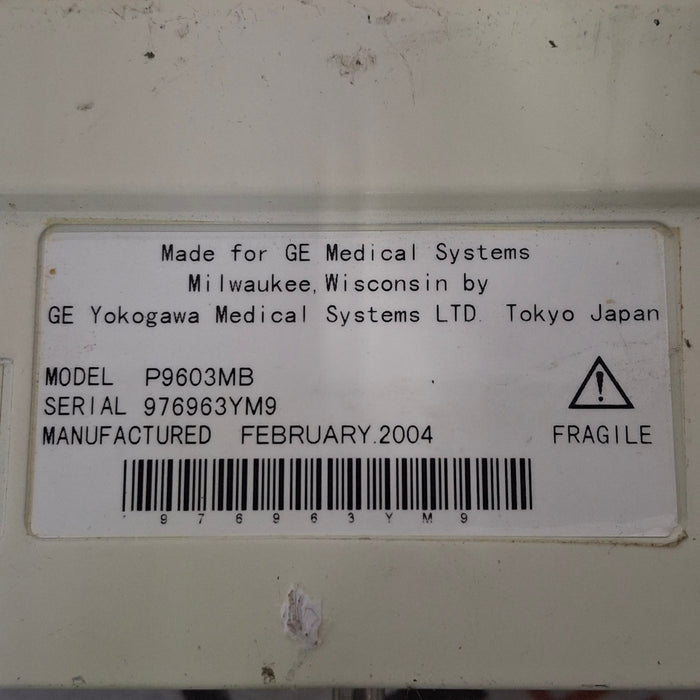 Made for GE Medical Systems
Milwaukee, Wisconsin by
GE Yokogawa Medical Systems LTD. Tokyo Japan
MODEL P9603MB
SERIAL 976963YM9
MANUFACTURED FEBRUARY.2004
FRAGILE
976963YM9